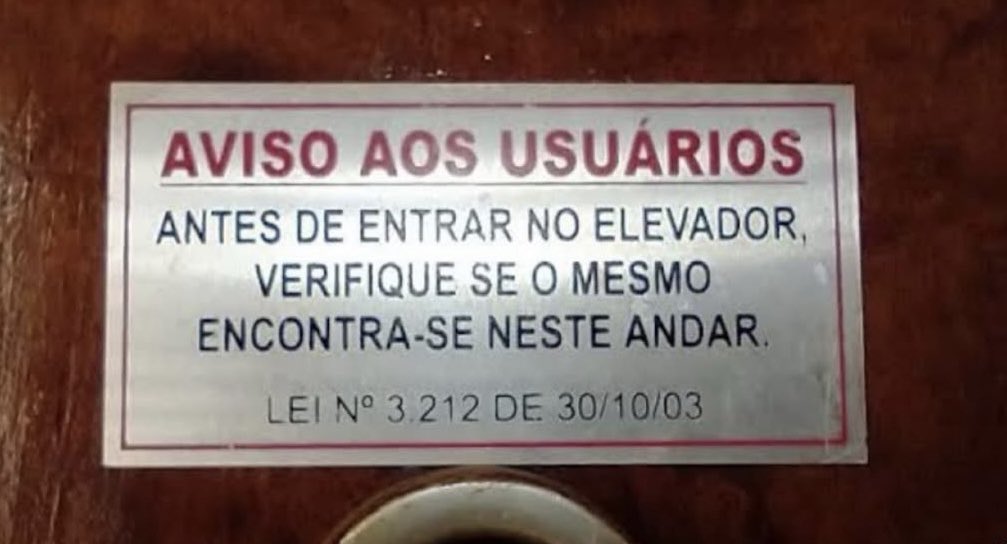 AVISO AOS USUÁRIOS
ANTES DE ENTRAR NO ELEVADOR,
VERIFIQUE SE O MESMO
ENCONTRA-SE NESTE ANDAR.
LEI Nº 3.212 DE 30/10/03